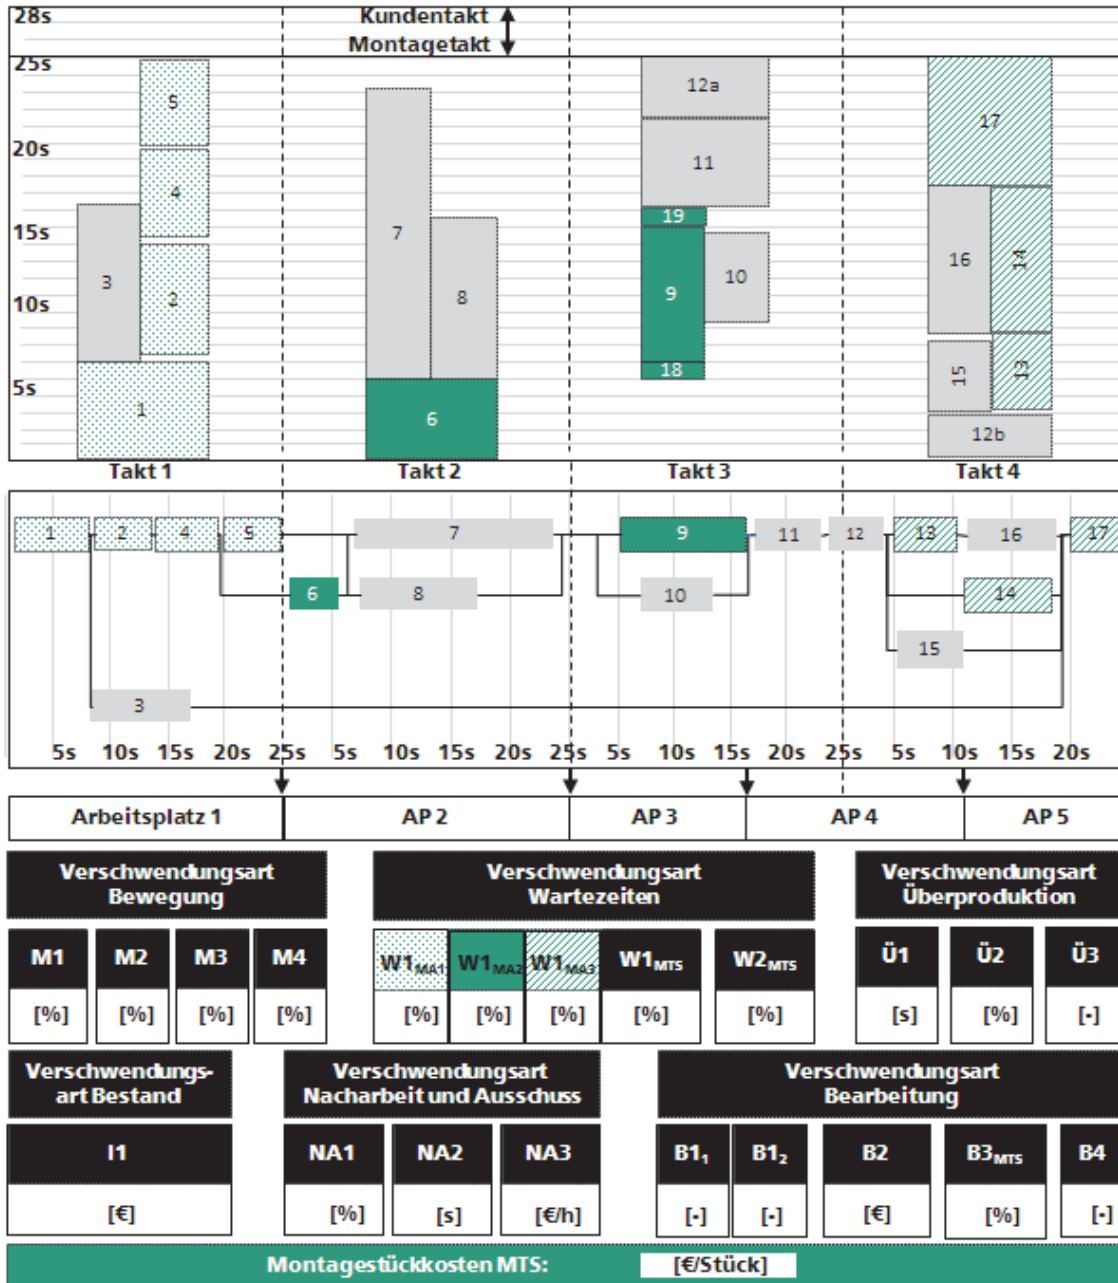 28s
Kundentakt
Montagetakt
25s
5
12a
17
20s
4
11
15s
19
3
7
16
14
2
8
9
10
10s
18
15
13
5s
1
6
12b
Takt 1 Takt 2 Takt 3 Takt 4
1 2 4 5 7 9 11 12 13 16 17
6 8 10 14
15
3
5s 10s 15s 20s 25s 5s 15s 20s 25s 5s 10s 15s 25s 5s 10s 15s 20s
Arbeitsplatz 1 AP 2 AP 3 AP 4 AP 5
Verschwendungsart
Bewegung
Verschwendungsart
Wartezeiten
Verschwendungsart
Überproduktion
M1 M2 M3 M4 W1MA1 W1MA2 W1MA3 W1MTS W2MTS Ü1 Ü2 Ü3
[%] [%] [%] [%] [%] [%] [%] [%] [%] [s] [%] [-]
Verschwendungs-
art Bestand
Verschwendungsart
Nacharbeit und Ausschuss
Verschwendungsart
Bearbeitung
I1 NA1 NA2 NA3 B1₁ B1₂ B2 B3MTS B4
[€] [%] [s] [€/h] [-] [-] [€] [%] [-]
Montagestückkosten MTS: [€/Stück]